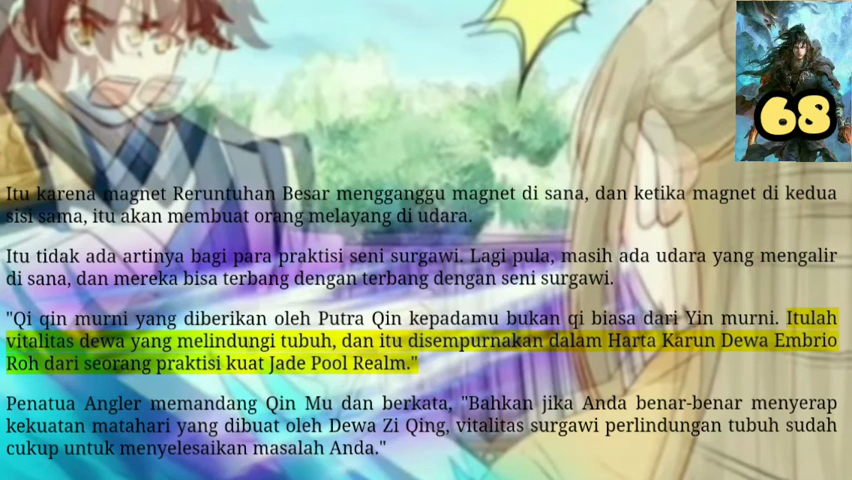 68
Itu karena magnet Reruntuhan Besar mengganggu magnet di sana, dan ketika magnet di kedua
sisi sama, itu akan membuat orang melayang di udara.
Itu tidak ada artinya bagi para praktisi seni surgawi. Lagi pula, masih ada udara yang mengalir
di sana, dan mereka bisa terbang dengan terbang dengan seni surgawi.
"Qi qin murni yang diberikan oleh Putra Qin kepadamu bukan qi biasa dari Yin murni. Itulah
vitalitas dewa yang melindungi tubuh, dan itu disempurnakan dalam Harta Karun Dewa Embrio
Roh dari seorang praktisi kuat Jade Pool Realm."
Penatua Angler memandang Qin Mu dan berkata, "Bahkan jika Anda benar-benar menyerap
kekuatan matahari yang dibuat oleh Dewa Zi Qing, vitalitas surgawi perlindungan tubuh sudah
cukup untuk menyelesaikan masalah Anda."